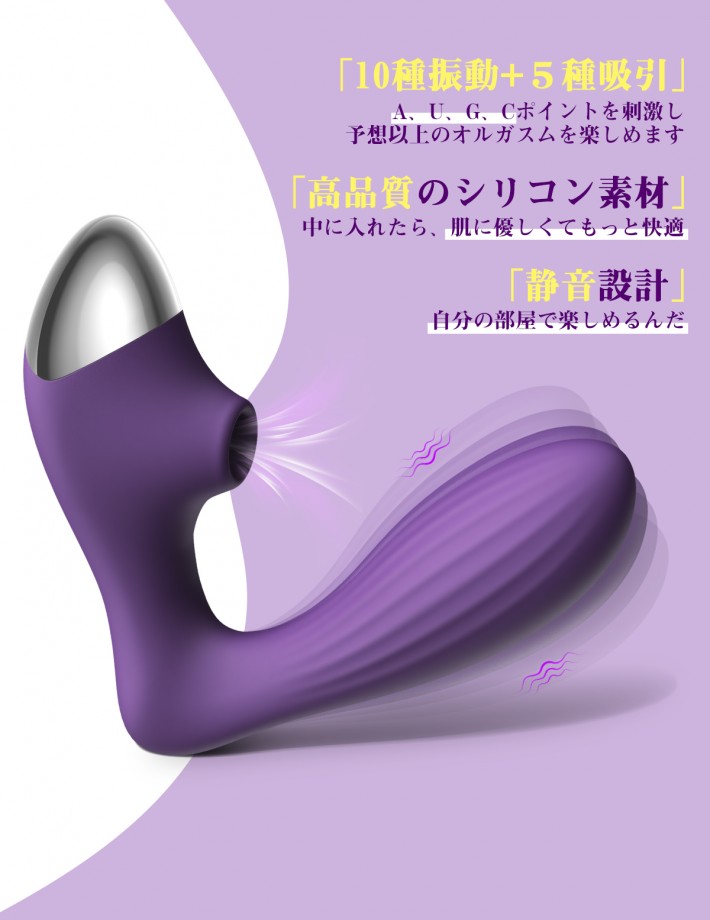 「10種振動+５種吸引」
A、U、G、Cポイントを刺激し
予想以上のオルガスムを楽しめます
「高品質のシリコン素材」
中に入れたら、肌に優しくてもっと快適
「静音設計」
自分の部屋で楽しめるんだ